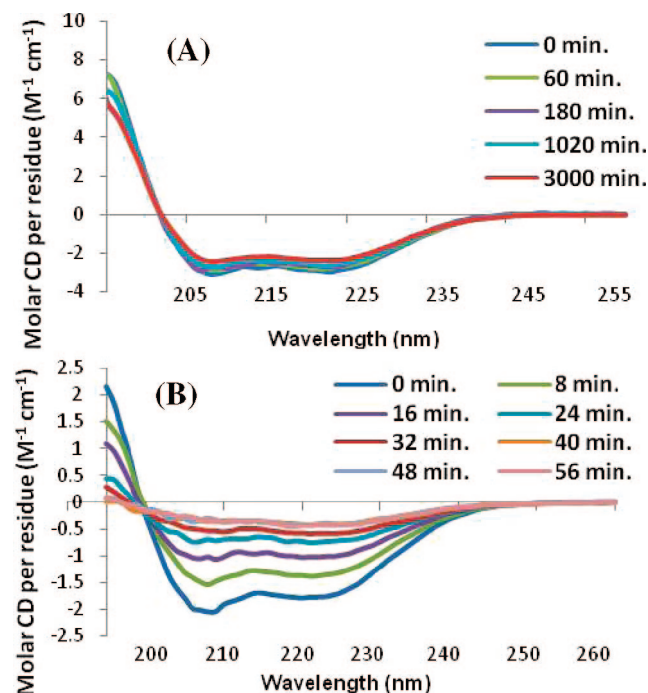 (A)
Molar CD per residue (M⁻¹ cm⁻¹)
10
8
6
4
2
0
-2
-4
0 min.
60 min.
180 min.
1020 min.
3000 min.
205 215 225 235 245 255
Wavelength (nm)
(B)
Molar CD per residue (M⁻¹ cm⁻¹)
2.5
2
1.5
1
0.5
0
-0.5
-1
-1.5
-2
-2.5
0 min. 8 min.
16 min. 24 min.
32 min. 40 min.
48 min. 56 min.
200 210 220 230 240 250 260
Wavelength (nm)